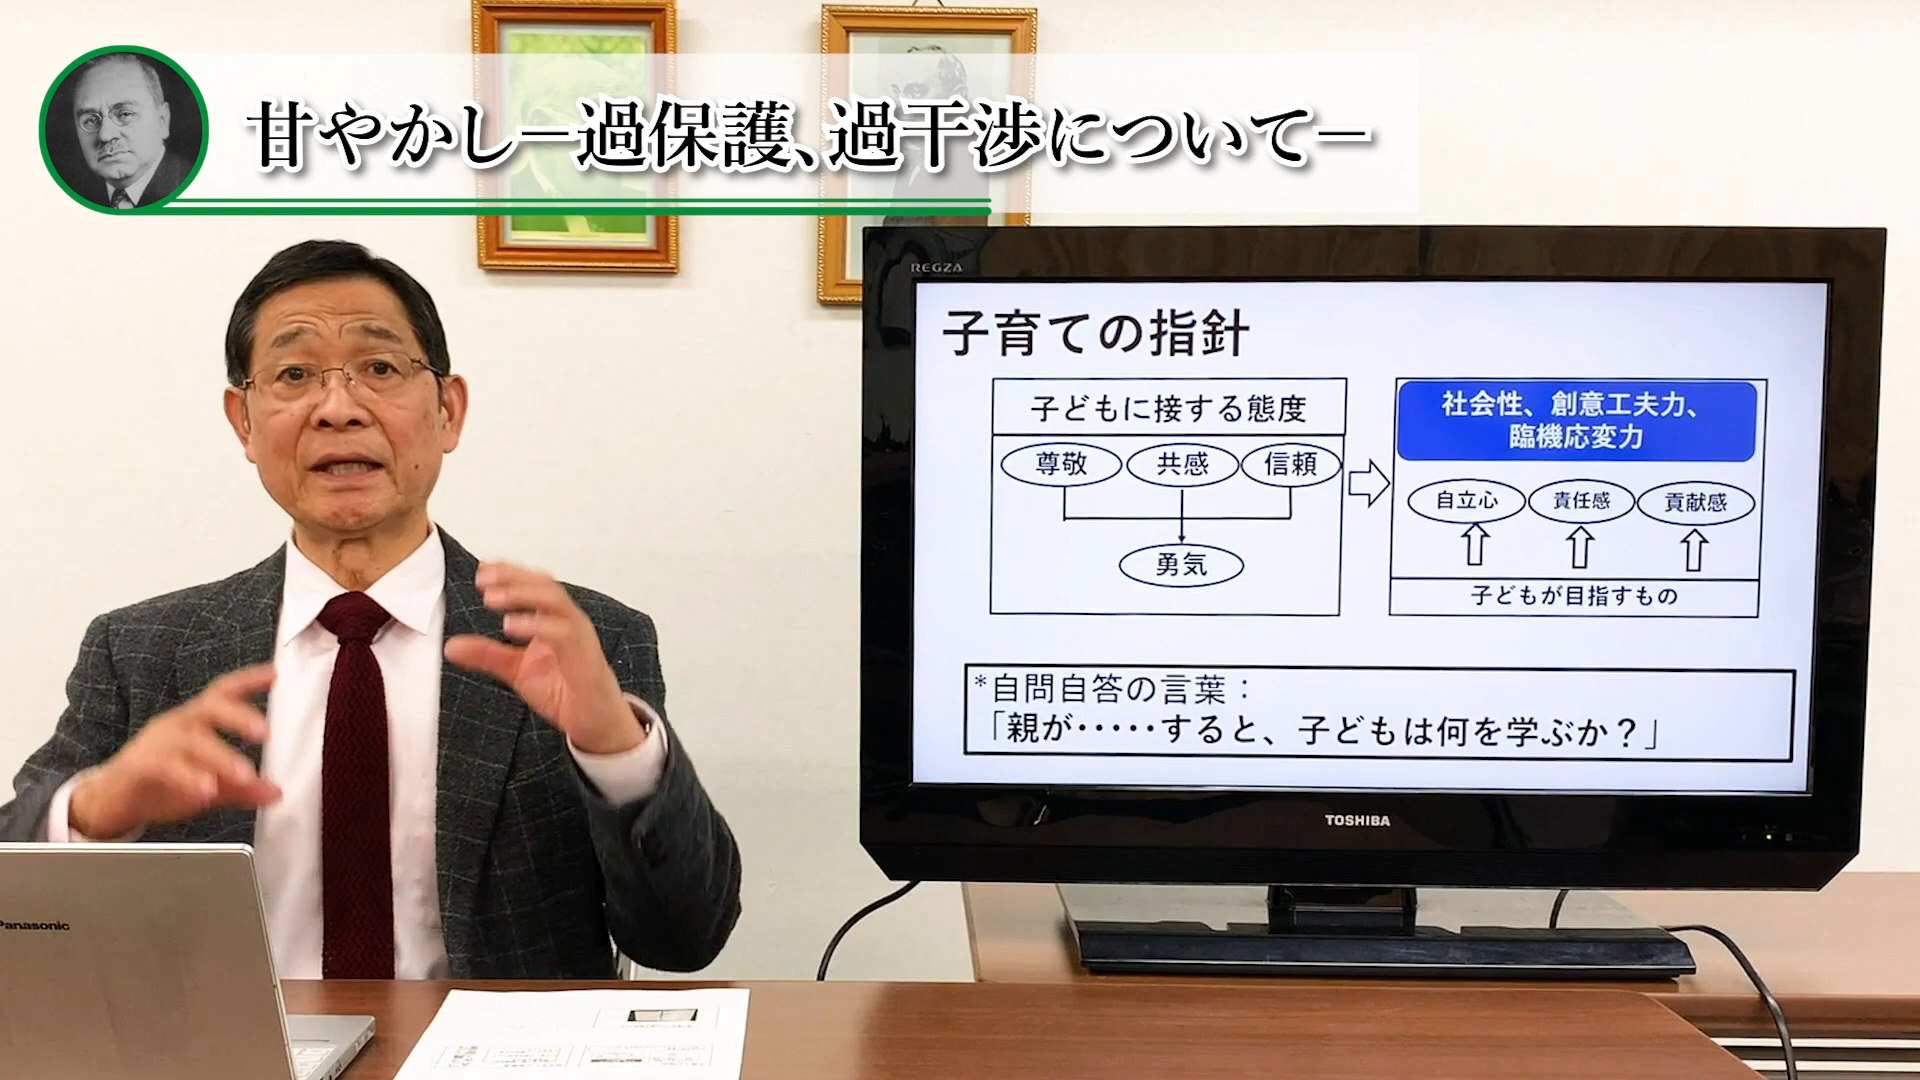 甘やかし－過保護、過干渉について－
REGZA
子育ての指針
子どもに接する態度
尊敬
共感
信頼
勇気
社会性、創意工夫力、
臨機応変力
自立心
責任感
貢献感
子どもが目指すもの
*自問自答の言葉：
「親が・・・・・すると、子どもは何を学ぶか？」
TOSHIBA
Panasonic